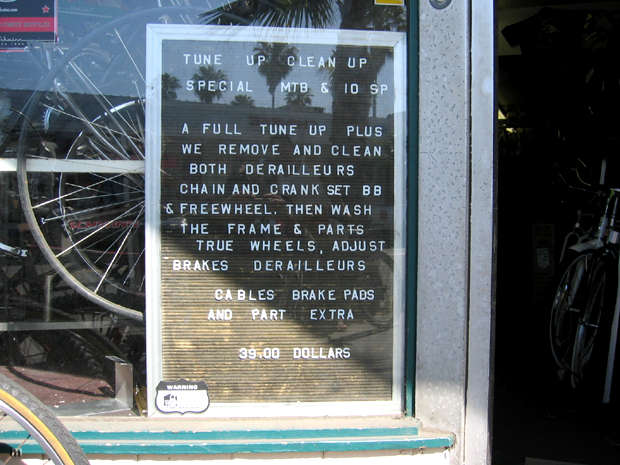 TUNE UP CLEAN UP
SPECIAL MTB & 10 SP
A FULL TUNE UP PLUS
WE REMOVE AND CLEAN
BOTH DERAILLEURS
CHAIN AND CRANK SET BB
& FREEWHEEL. THEN WASH
THE FRAME & PARTS
TRUE WHEELS, ADJUST
BRAKES DERAILLEURS
CABLES BRAKE PADS
AND PART EXTRA
39.00 DOLLARS
WARNING